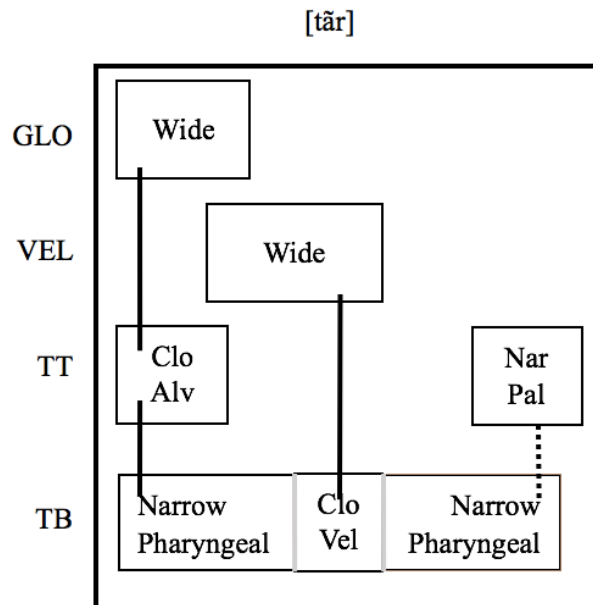 [tãr]
GLO
Wide
VEL
Wide
TT
Clo
Alv
Nar
Pal
TB
Narrow
Pharyngeal
Clo
Vel
Narrow
Pharyngeal